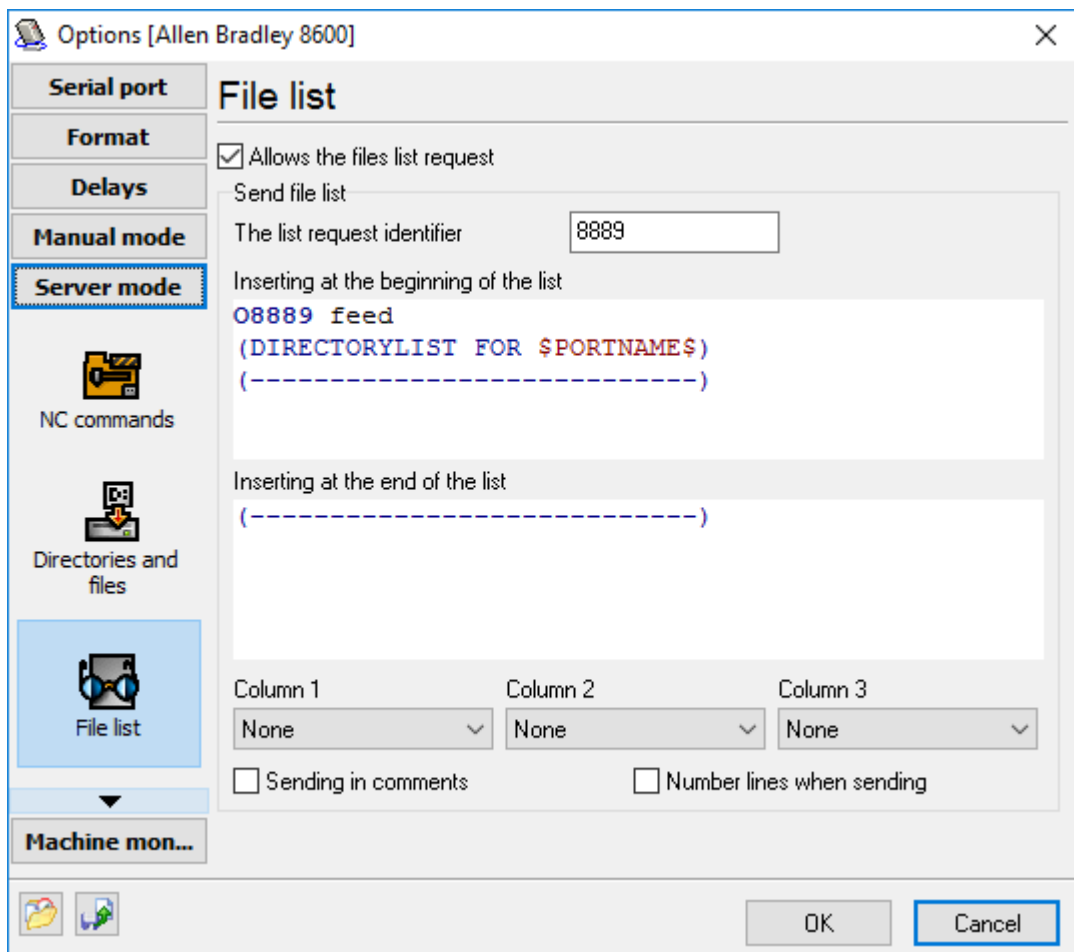 Options [Allen Bradley 8600]
Serial port
Format
Delays
Manual mode
Server mode
NC commands
Directories and
files
File list
Machine mon...
File list
Allows the files list request
Send file list
The list request identifier
8889
Inserting at the beginning of the list
O8889 feed
(DIRECTORYLIST FOR $PORTNAME$)
(----------------------------)
Inserting at the end of the list
(----------------------------)
Column 1
Column 2
Column 3
None
None
None
Sending in comments
Number lines when sending
OK
Cancel